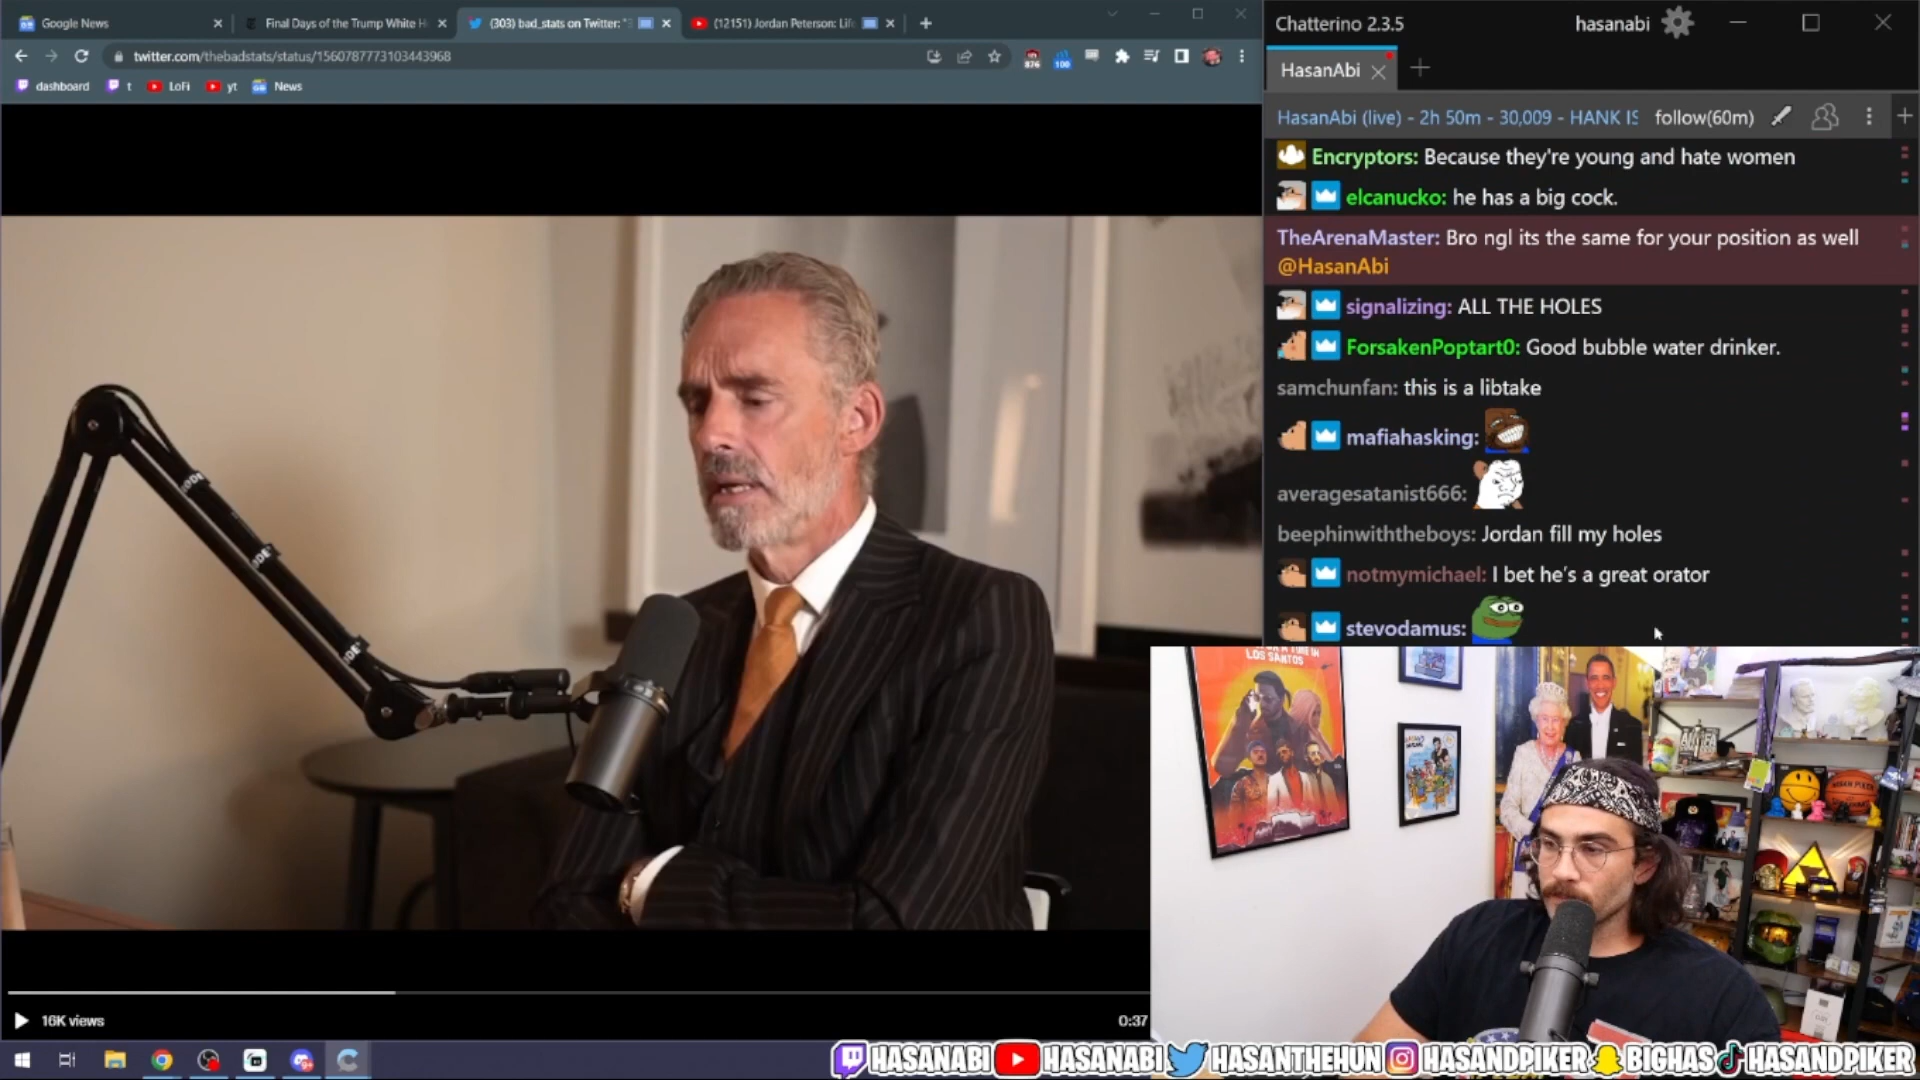 Google News
Final Days of the Trump White H
(303) bad_stats on Twitter: "
(12151) Jordan Peterson: Lif
twitter.com/thebadstats/status/1560787773103443968
876
100
dashboard
t
LoFi
yt
News
16K views
0:37
Chatterino 2.3.5
hasanabi
HasanAbi
HasanAbi (live) - 2h 50m - 30,009 - HANK IS
follow(60m)
Encryptors: Because they're young and hate women
elcanucko: he has a big cock.
TheArenaMaster: Bro ngl its the same for your position as well
@HasanAbi
signalizing: ALL THE HOLES
ForsakenPoptart0: Good bubble water drinker.
samchunfan: this is a libtake
mafiahasking:
averagesatanist666:
beephinwiththeboys: Jordan fill my holes
notmymichael: I bet he's a great orator
stevodamus:
LOS SANTOS
HASANABI
HASANABI
HASANTHEHUN
HASANDPIKER
BIGHAS
HASANDPIKER